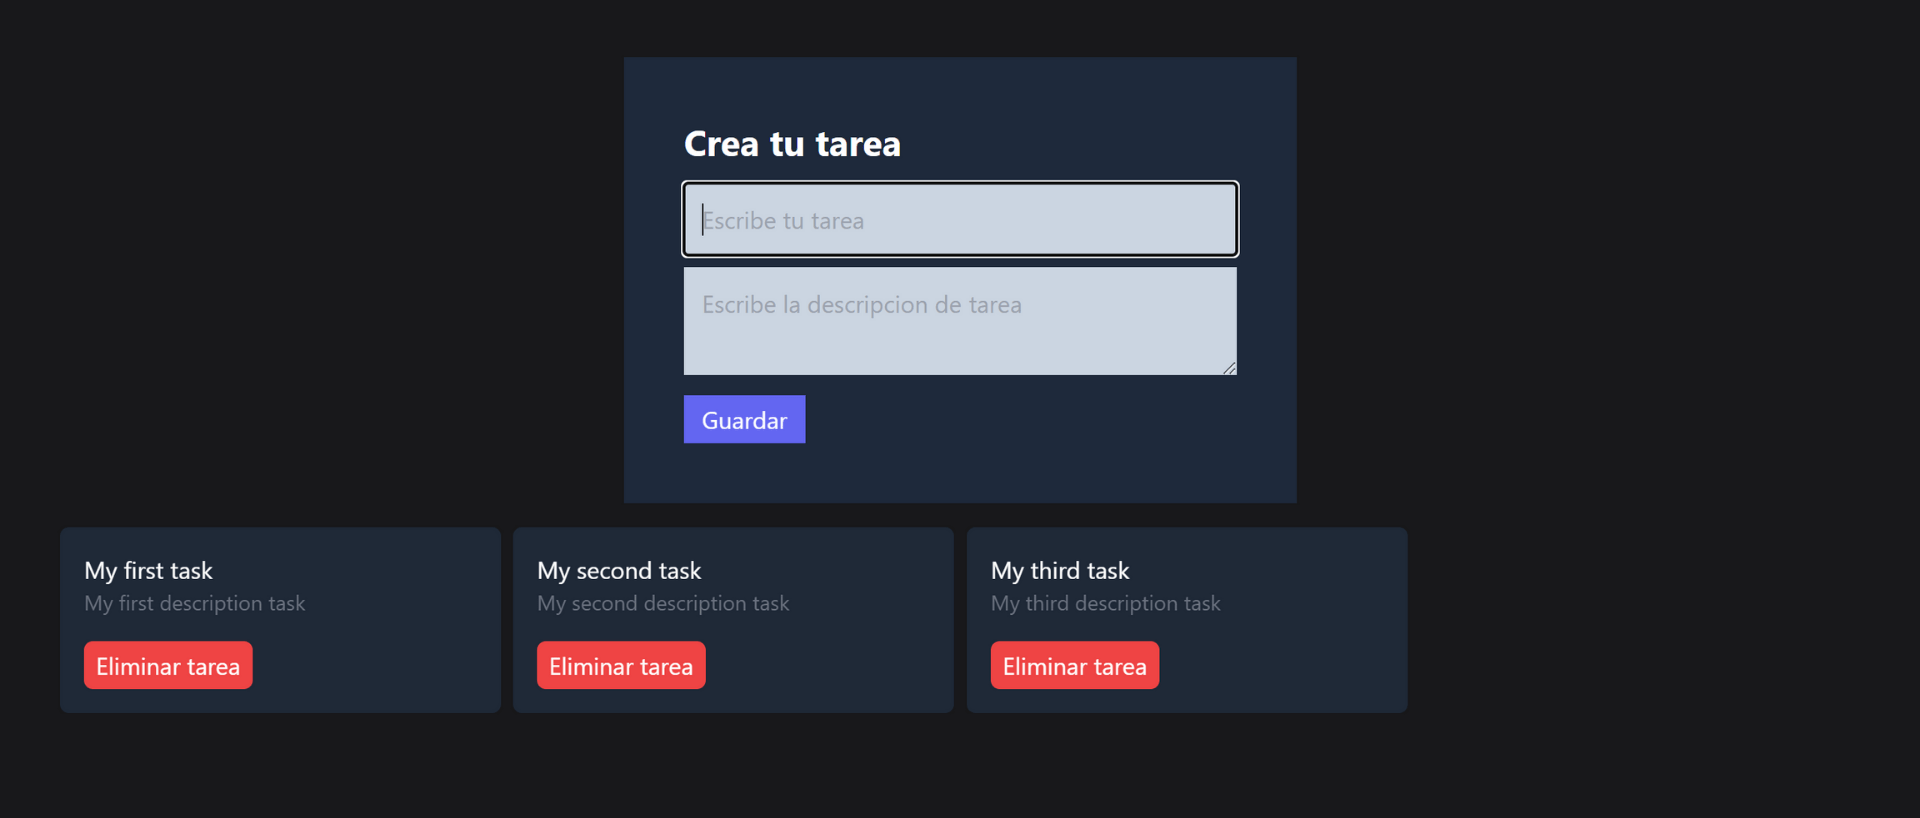 Crea tu tarea
Escribe tu tarea
Escribe la descripcion de tarea
Guardar
My first task
My first description task
Eliminar tarea
My second task
My second description task
Eliminar tarea
My third task
My third description task
Eliminar tarea